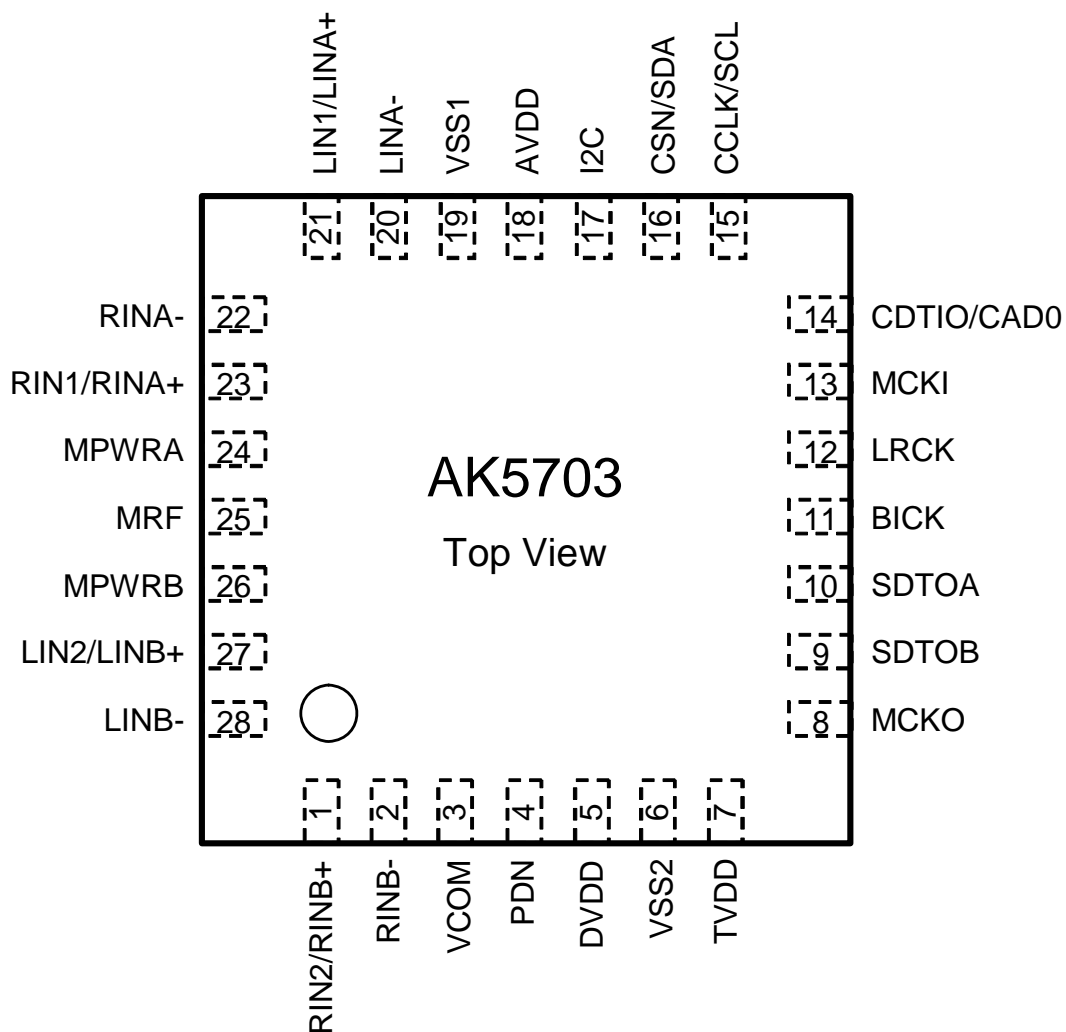 LIN1/LINA+
LINA-
VSS1
AVDD
I2C
CSN/SDA
CCLK/SCL
21
20
19
18
17
16
15
RINA-
22
14
CDTIO/CAD0
RIN1/RINA+
23
13
MCKI
MPWRA
24
12
LRCK
AK5703
MRF
25
11
BICK
Top View
MPWRB
26
10
SDTOA
LIN2/LINB+
27
9
SDTOB
LINB-
28
8
MCKO
1
2
3
4
5
6
7
RIN2/RINB+
RINB-
VCOM
PDN
DVDD
VSS2
TVDD